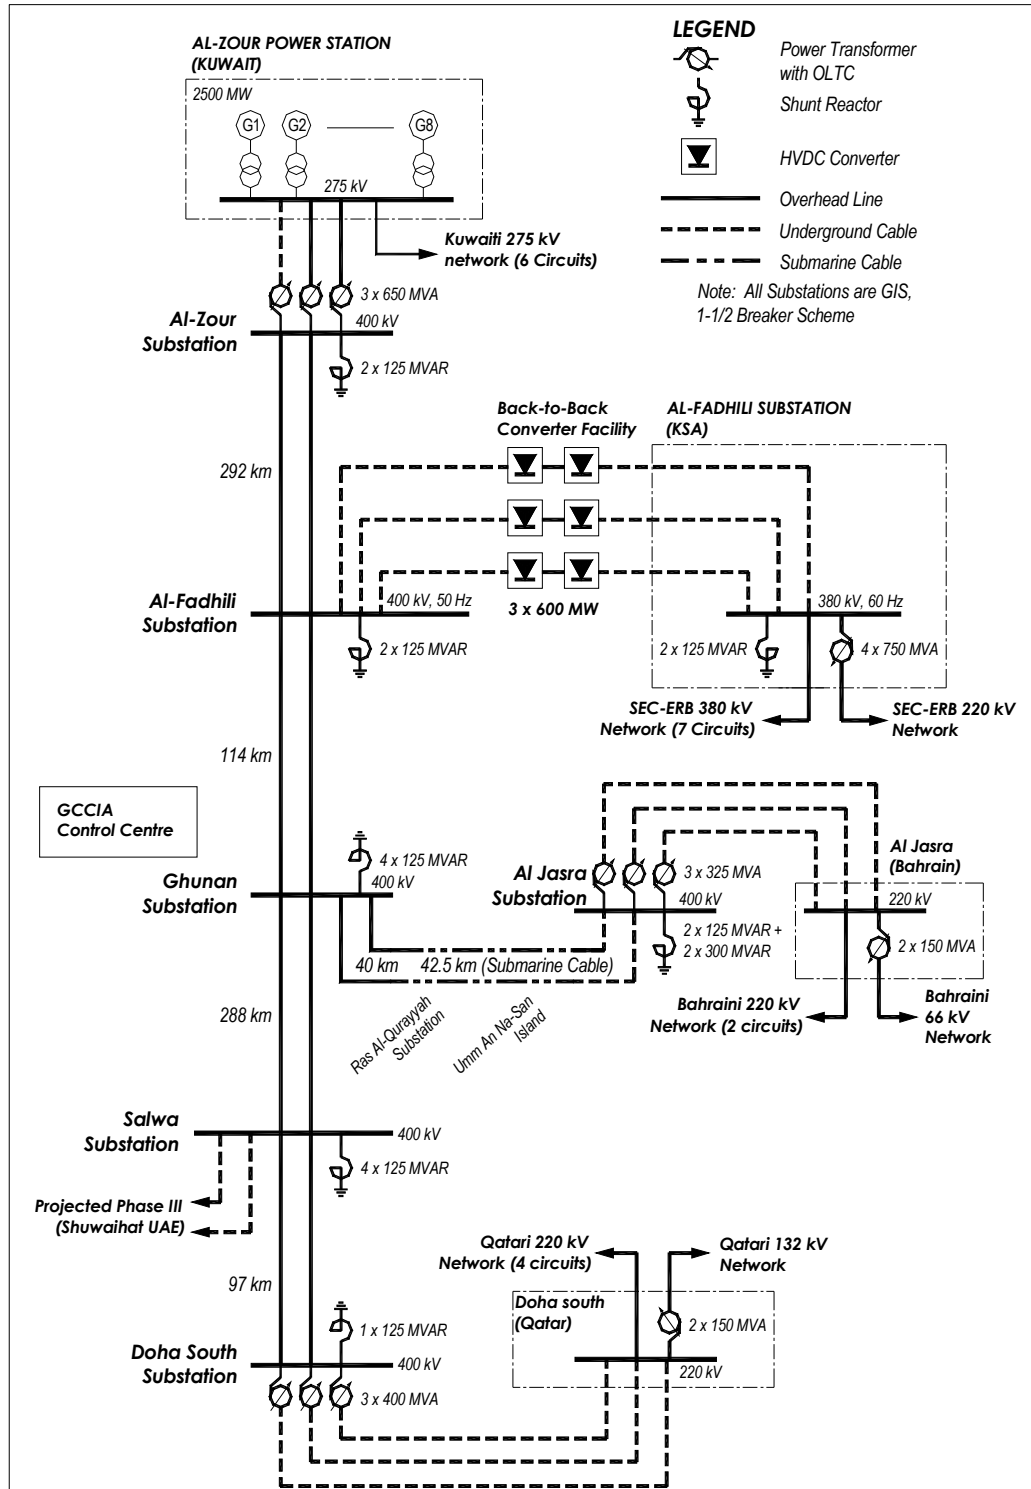 LEGEND
Power Transformer
with OLTC
Shunt Reactor
HVDC Converter
Overhead Line
Underground Cable
Submarine Cable
Note: All Substations are GIS,
1-1/2 Breaker Scheme
AL-ZOUR POWER STATION
(KUWAIT)
2500 MW
G1
G2
G8
275 kV
Kuwaiti 275 kV
network (6 Circuits)
3 x 650 MVA
Al-Zour
Substation
400 kV
2 x 125 MVAR
292 km
Back-to-Back
Converter Facility
AL-FADHILI SUBSTATION
(KSA)
Al-Fadhili
Substation
400 kV, 50 Hz
2 x 125 MVAR
3 x 600 MW
380 kV, 60 Hz
2 x 125 MVAR
4 x 750 MVA
SEC-ERB 380 kV
Network (7 Circuits)
SEC-ERB 220 kV
Network
114 km
GCCIA
Control Centre
Ghunan
Substation
4 x 125 MVAR
400 kV
Al Jasra
Substation
3 x 325 MVA
400 kV
2 x 125 MVAR +
2 x 300 MVAR
Al Jasra
(Bahrain)
220 kV
2 x 150 MVA
40 km
42.5 km (Submarine Cable)
Ras Al-Qurayyah
Substation
Umm An Na-San
Island
Bahraini 220 kV
Network (2 circuits)
Bahraini
66 kV
Network
288 km
Salwa
Substation
400 kV
4 x 125 MVAR
Projected Phase III
(Shuwaihat UAE)
97 km
Qatari 220 kV
Network (4 circuits)
Qatari 132 kV
Network
Doha south
(Qatar)
2 x 150 MVA
220 kV
1 x 125 MVAR
Doha South
Substation
400 kV
3 x 400 MVA